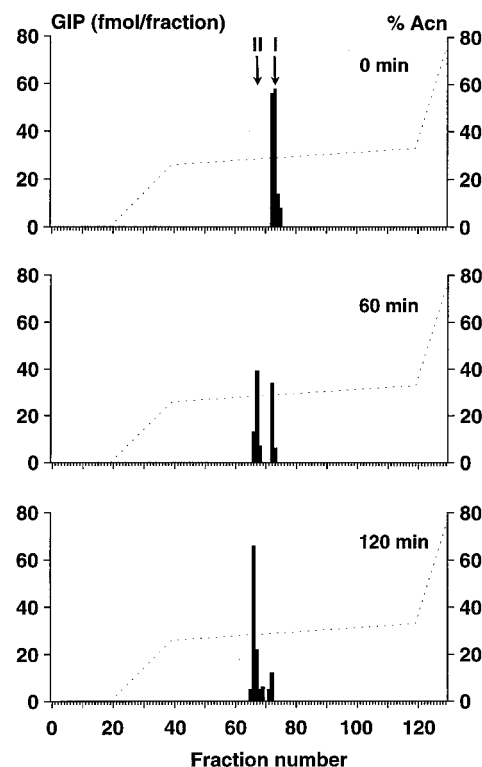 GIP (fmol/fraction) % Acn
80 II I 80
0 min
60 60
40 40
20 20
0 0
80 80
60 min
60 60
40 40
20 20
0 0
80 80
120 min
60 60
40 40
20 20
0 0
0 20 40 60 80 100 120
Fraction number